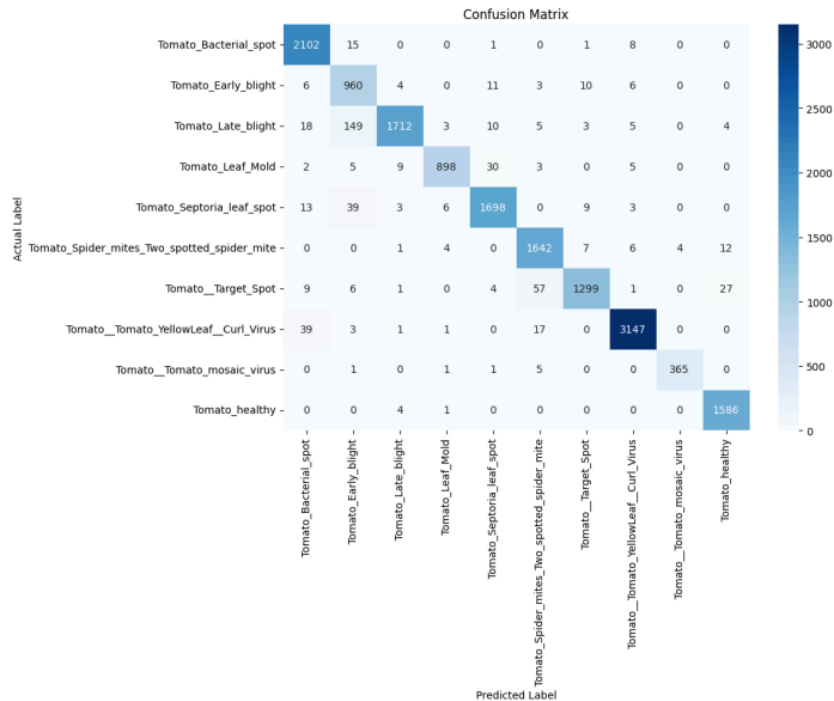 Confusion Matrix
Tomato_Bacterial_spot 2102 15 0 0 1 0 1 8 0 0
Tomato_Early_blight 6 960 4 0 11 3 10 6 0 0
Tomato_Late_blight 18 149 1712 3 10 5 3 5 0 4
Tomato_Leaf_Mold 2 5 9 898 30 3 0 5 0 0
Tomato_Septoria_leaf_spot 13 39 3 6 1698 0 9 3 0 0
Tomato_Spider_mites_Two_spotted_spider_mite 0 0 1 4 0 1642 7 6 4 12
Tomato__Target_Spot 9 6 1 0 4 57 1299 1 0 27
Tomato__Tomato_YellowLeaf__Curl_Virus 39 3 1 1 0 17 0 3147 0 0
Tomato__Tomato_mosaic_virus 0 1 0 1 1 5 0 0 365 0
Tomato_healthy 0 0 4 1 0 0 0 0 0 1586
Actual Label
Tomato_Bacterial_spot
Tomato_Early_blight
Tomato_Late_blight
Tomato_Leaf_Mold
Tomato_Septoria_leaf_spot
Tomato_Spider_mites_Two_spotted_spider_mite
Tomato__Target_Spot
Tomato__Tomato_YellowLeaf__Curl_Virus
Tomato__Tomato_mosaic_virus
Tomato_healthy
Predicted Label
3000
2500
2000
1500
1000
500
0